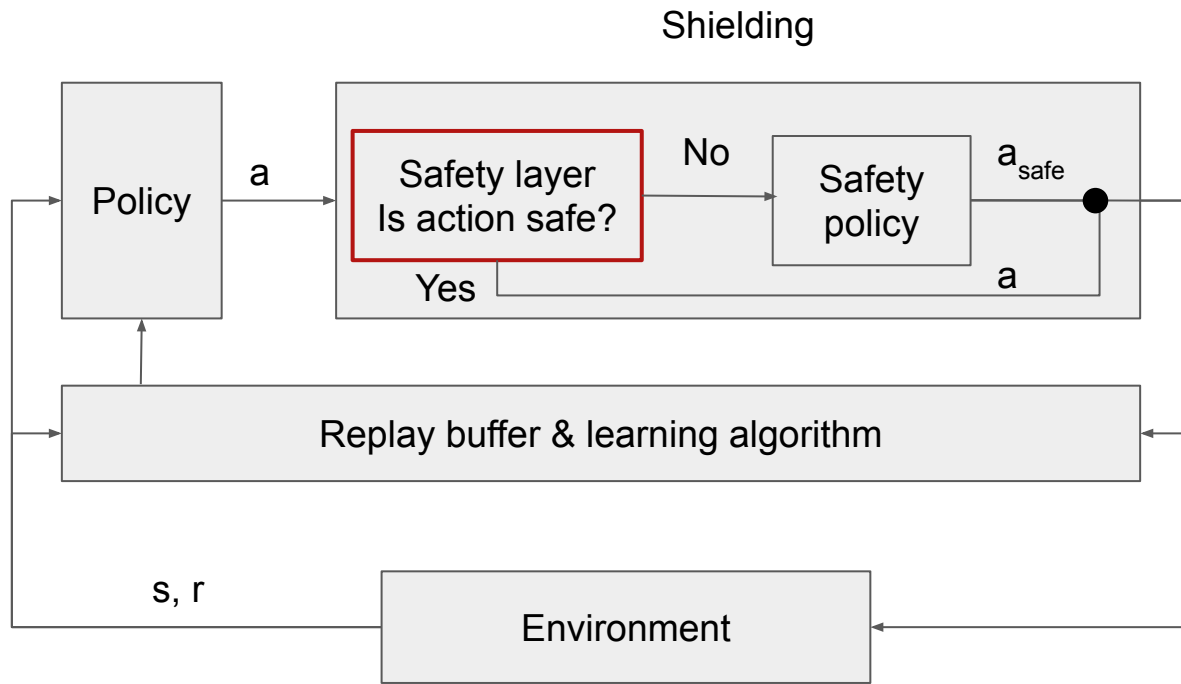 Shielding
Policy
a
Safety layer
Is action safe?
No
Safety
policy
a_safe
Yes
a
Replay buffer & learning algorithm
s, r
Environment